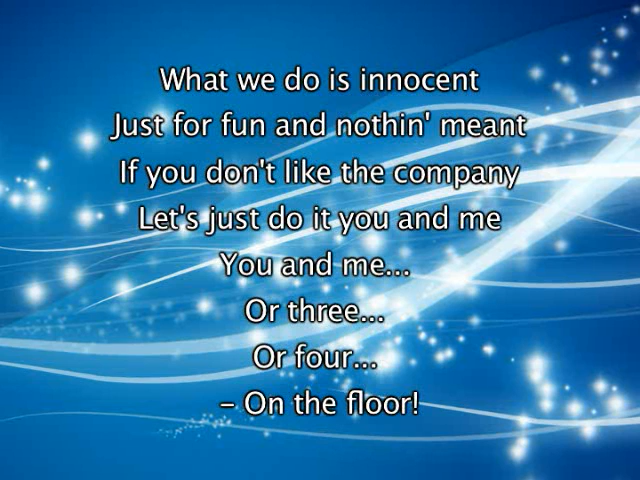 What we do is innocent
Just for fun and nothin' meant
If you don't like the company
Let's just do it you and me
You and me...
Or three...
Or four...
– On the floor!